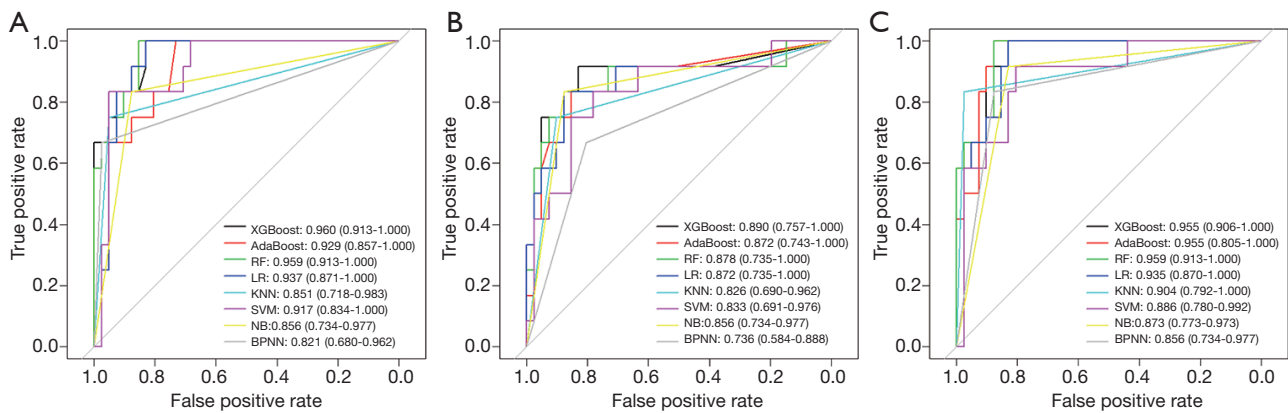 A
True positive rate
1.0
0.8
0.6
0.4
0.2
0.0
XGBoost: 0.960 (0.913-1.000)
AdaBoost: 0.929 (0.857-1.000)
RF: 0.959 (0.913-1.000)
LR: 0.937 (0.871-1.000)
KNN: 0.851 (0.718-0.983)
SVM: 0.917 (0.834-1.000)
NB:0.856 (0.734-0.977)
BPNN: 0.821 (0.680-0.962)
1.0 0.8 0.6 0.4 0.2 0.0
False positive rate
B
True positive rate
1.0
0.8
0.6
0.4
0.2
0.0
XGBoost: 0.890 (0.757-1.000)
AdaBoost: 0.872 (0.743-1.000)
RF: 0.878 (0.735-1.000)
LR: 0.872 (0.735-1.000)
KNN: 0.826 (0.690-0.962)
SVM: 0.833 (0.691-0.976)
NB:0.856 (0.734-0.977)
BPNN: 0.736 (0.584-0.888)
1.0 0.8 0.6 0.4 0.2 0.0
False positive rate
C
True positive rate
1.0
0.8
0.6
0.4
0.2
0.0
XGBoost: 0.955 (0.906-1.000)
AdaBoost: 0.955 (0.805-1.000)
RF: 0.959 (0.913-1.000)
LR: 0.935 (0.870-1.000)
KNN: 0.904 (0.792-1.000)
SVM: 0.886 (0.780-0.992)
NB: 0.873 (0.773-0.973)
BPNN: 0.856 (0.734-0.977)
1.0 0.8 0.6 0.4 0.2 0.0
False positive rate